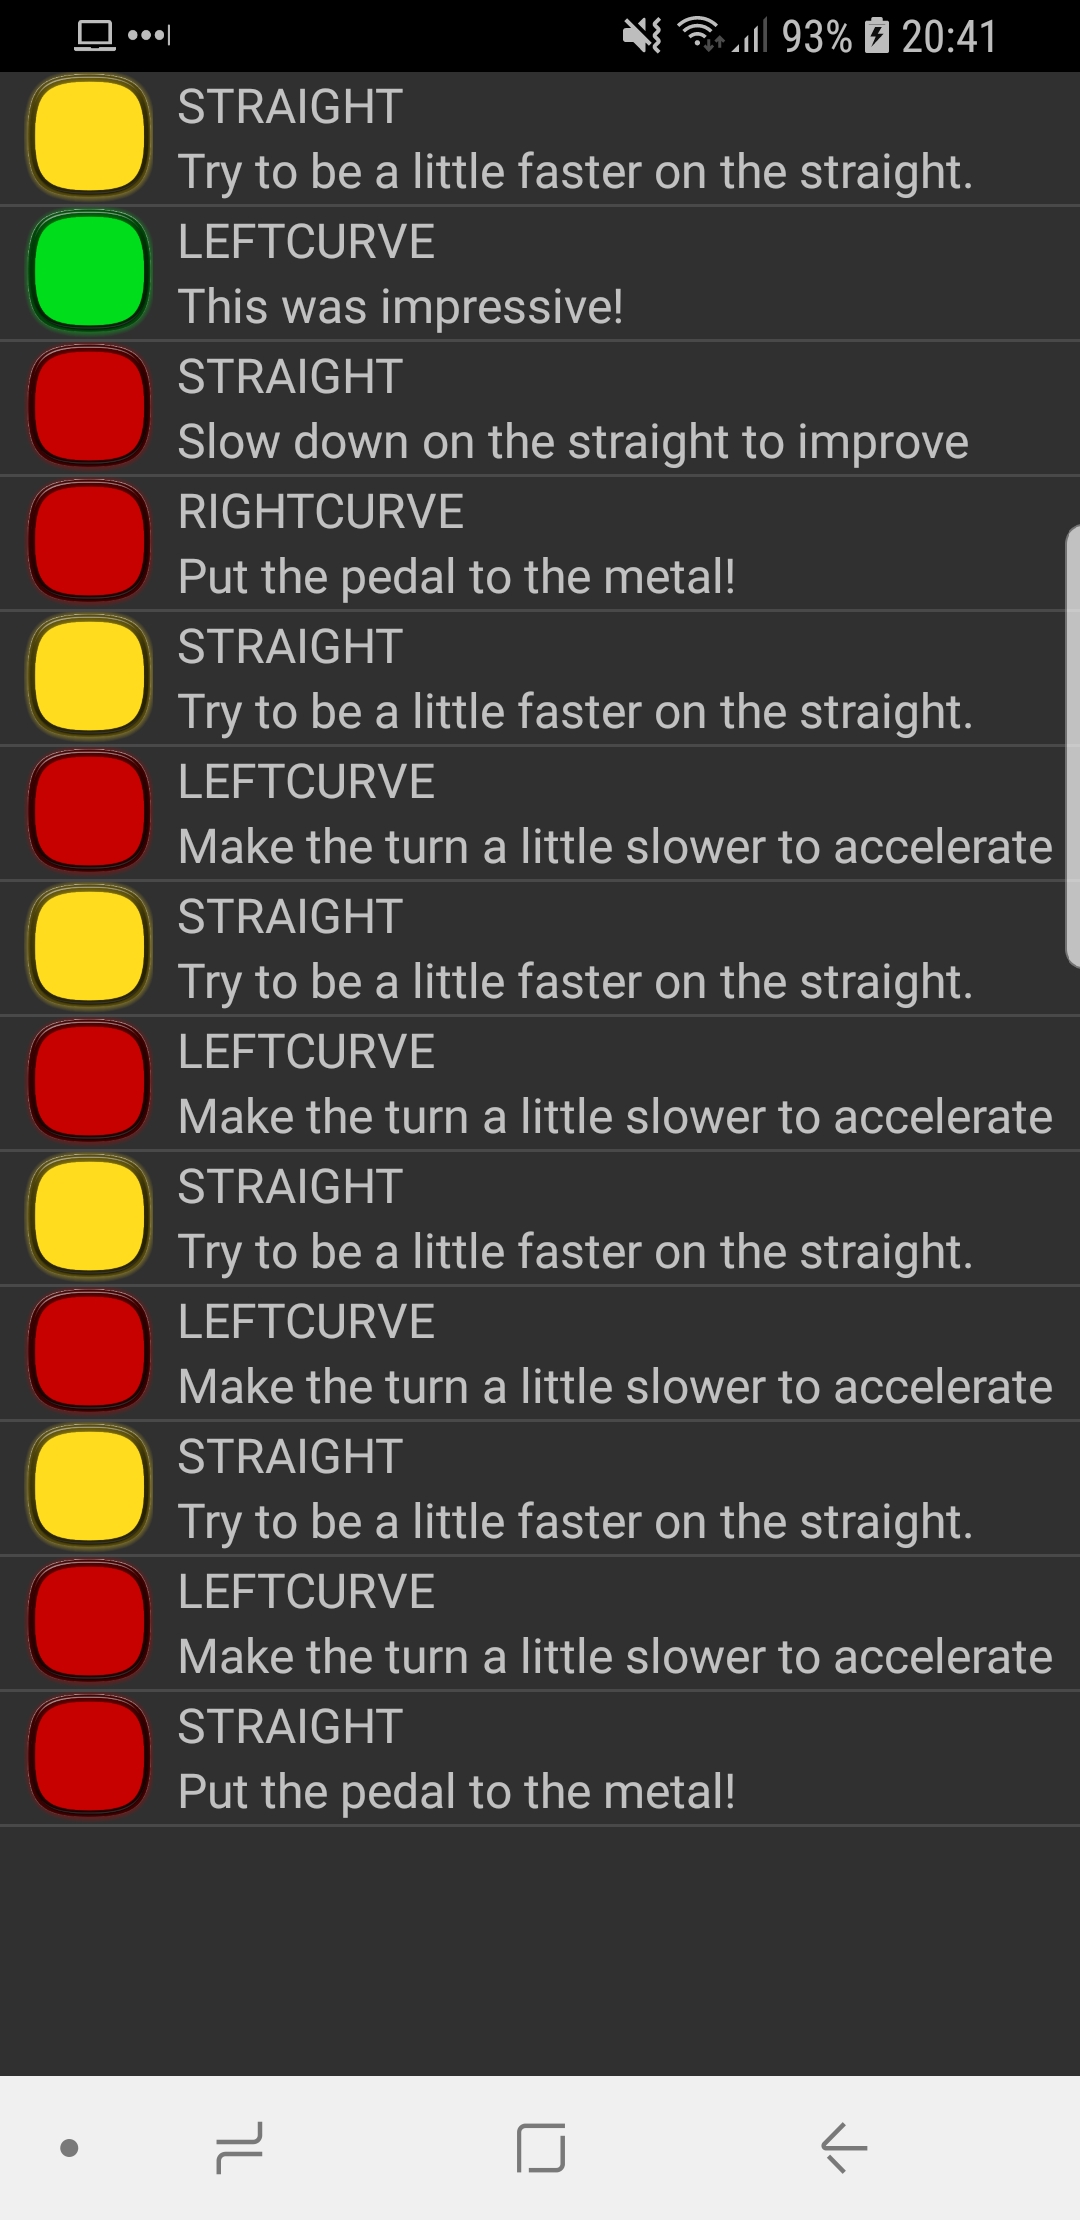 93% 20:41
STRAIGHT
Try to be a little faster on the straight.
LEFTCURVE
This was impressive!
STRAIGHT
Slow down on the straight to improve
RIGHTCURVE
Put the pedal to the metal!
STRAIGHT
Try to be a little faster on the straight.
LEFTCURVE
Make the turn a little slower to accelerate
STRAIGHT
Try to be a little faster on the straight.
LEFTCURVE
Make the turn a little slower to accelerate
STRAIGHT
Try to be a little faster on the straight.
LEFTCURVE
Make the turn a little slower to accelerate
STRAIGHT
Try to be a little faster on the straight.
LEFTCURVE
Make the turn a little slower to accelerate
STRAIGHT
Put the pedal to the metal!